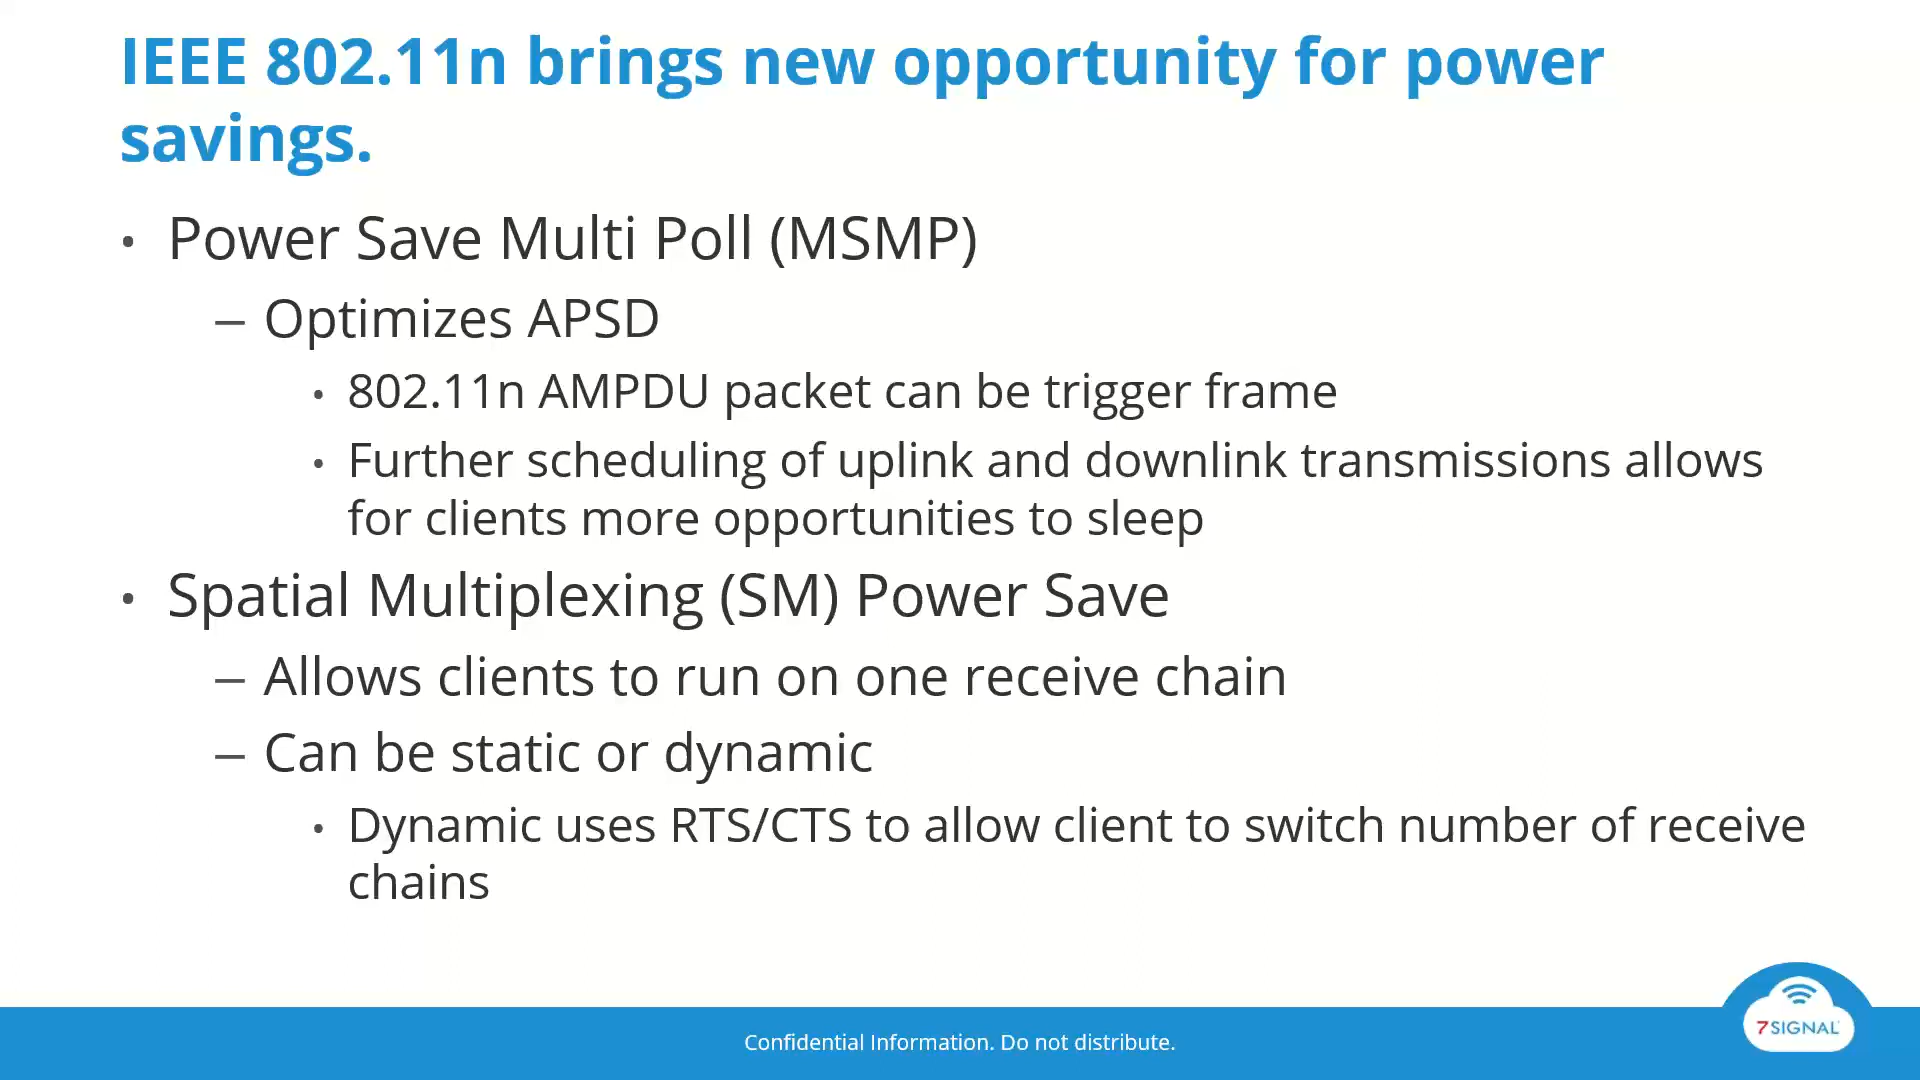 IEEE 802.11n brings new opportunity for power
savings.
• Power Save Multi Poll (MSMP)
– Optimizes APSD
• 802.11n AMPDU packet can be trigger frame
• Further scheduling of uplink and downlink transmissions allows
for clients more opportunities to sleep
• Spatial Multiplexing (SM) Power Save
– Allows clients to run on one receive chain
– Can be static or dynamic
• Dynamic uses RTS/CTS to allow client to switch number of receive
chains
Confidential Information. Do not distribute.
7SIGNAL